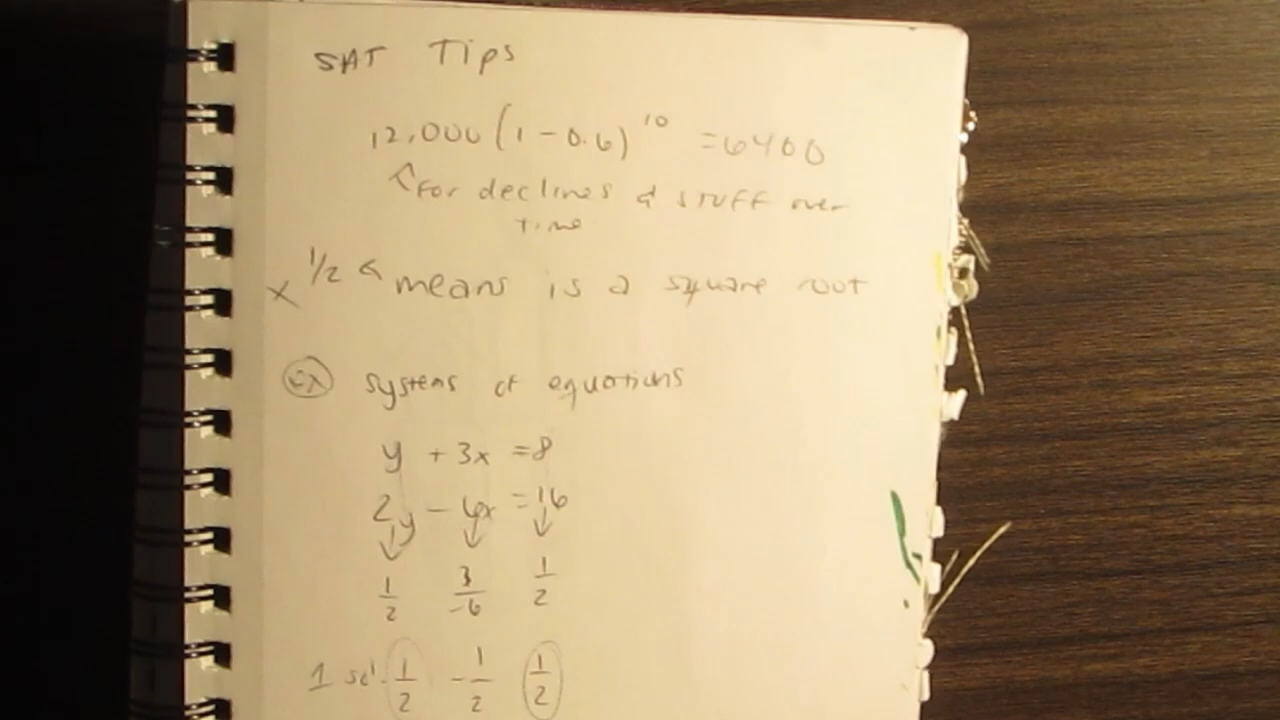 SAT Tips
12,000 (1 - 0.6)^10 = 6400
< For declines & stuff over
time
x^1/2 < means is a square root
Ex systems of equations
y + 3x = 8
2y - 6x = 16
↓ ↓ ↓
1/2 3/-6 1/2
1 sol. 1/2 - 1/2 1/2